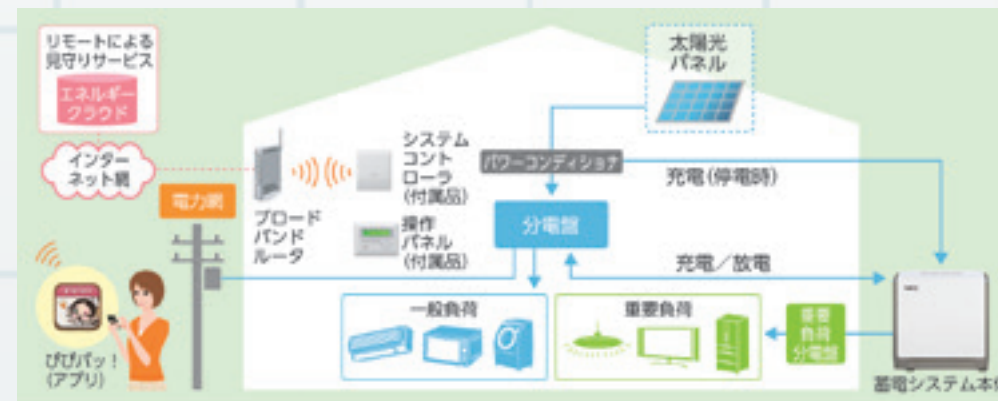 リモートによる
見守りサービス
エネルギー
クラウド
インター
ネット網
電力網
ブロード
バンド
ルータ
システム
コント
ローラ
(付属品)
操作
パネル
(付属品)
太陽光
パネル
パワーコンディショナ
充電(停電時)
分電盤
充電／放電
一般負荷
重要負荷
重要
負荷
分電盤
蓄電システム本体
ぴぴパッ！
(アプリ)